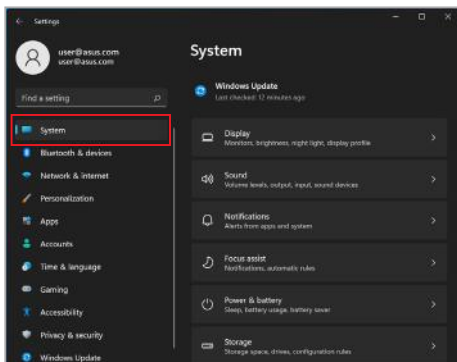 Settings
user@asus.com
user@asus.com
Find a setting
System
Bluetooth & devices
Network & internet
Personalization
Apps
Accounts
Time & language
Gaming
Accessibility
Privacy & security
Windows Update
System
Windows Update
Last checked: 12 minutes ago
Display
Monitors, brightness, night light, display profile
Sound
Volume levels, output, input, sound devices
Notifications
Alerts from apps and system
Focus assist
Notifications, automatic rules
Power & battery
Sleep, battery usage, battery saver
Storage
Storage space, drives, configuration rules